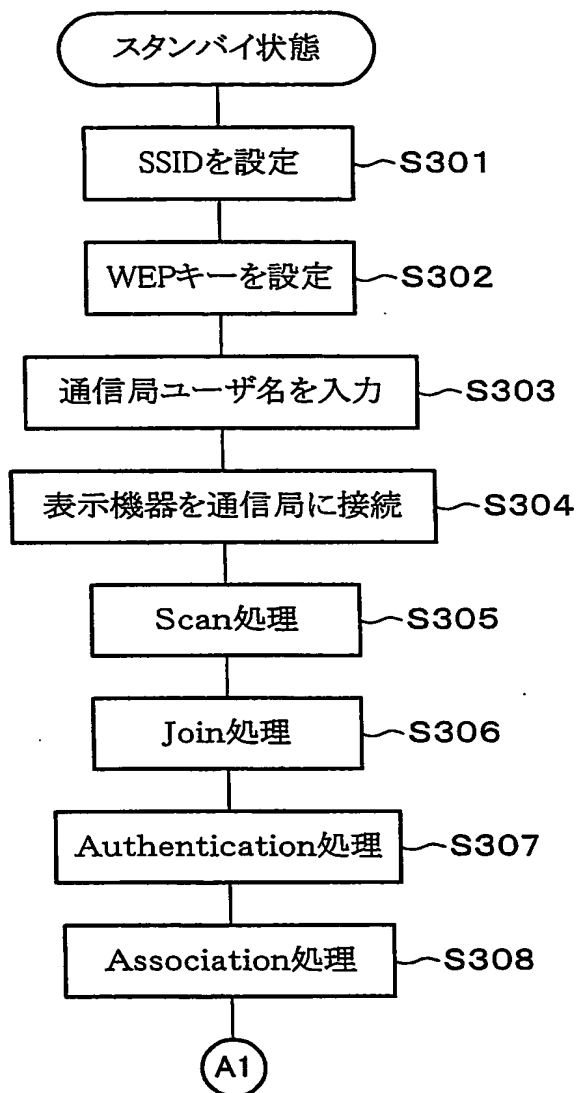 スタンバイ状態
SSIDを設定 S301
WEPキーを設定 S302
通信局ユーザ名を入力 S303
表示機器を通信局に接続 S304
Scan処理 S305
Join処理 S306
Authentication処理 S307
Association処理 S308
A1